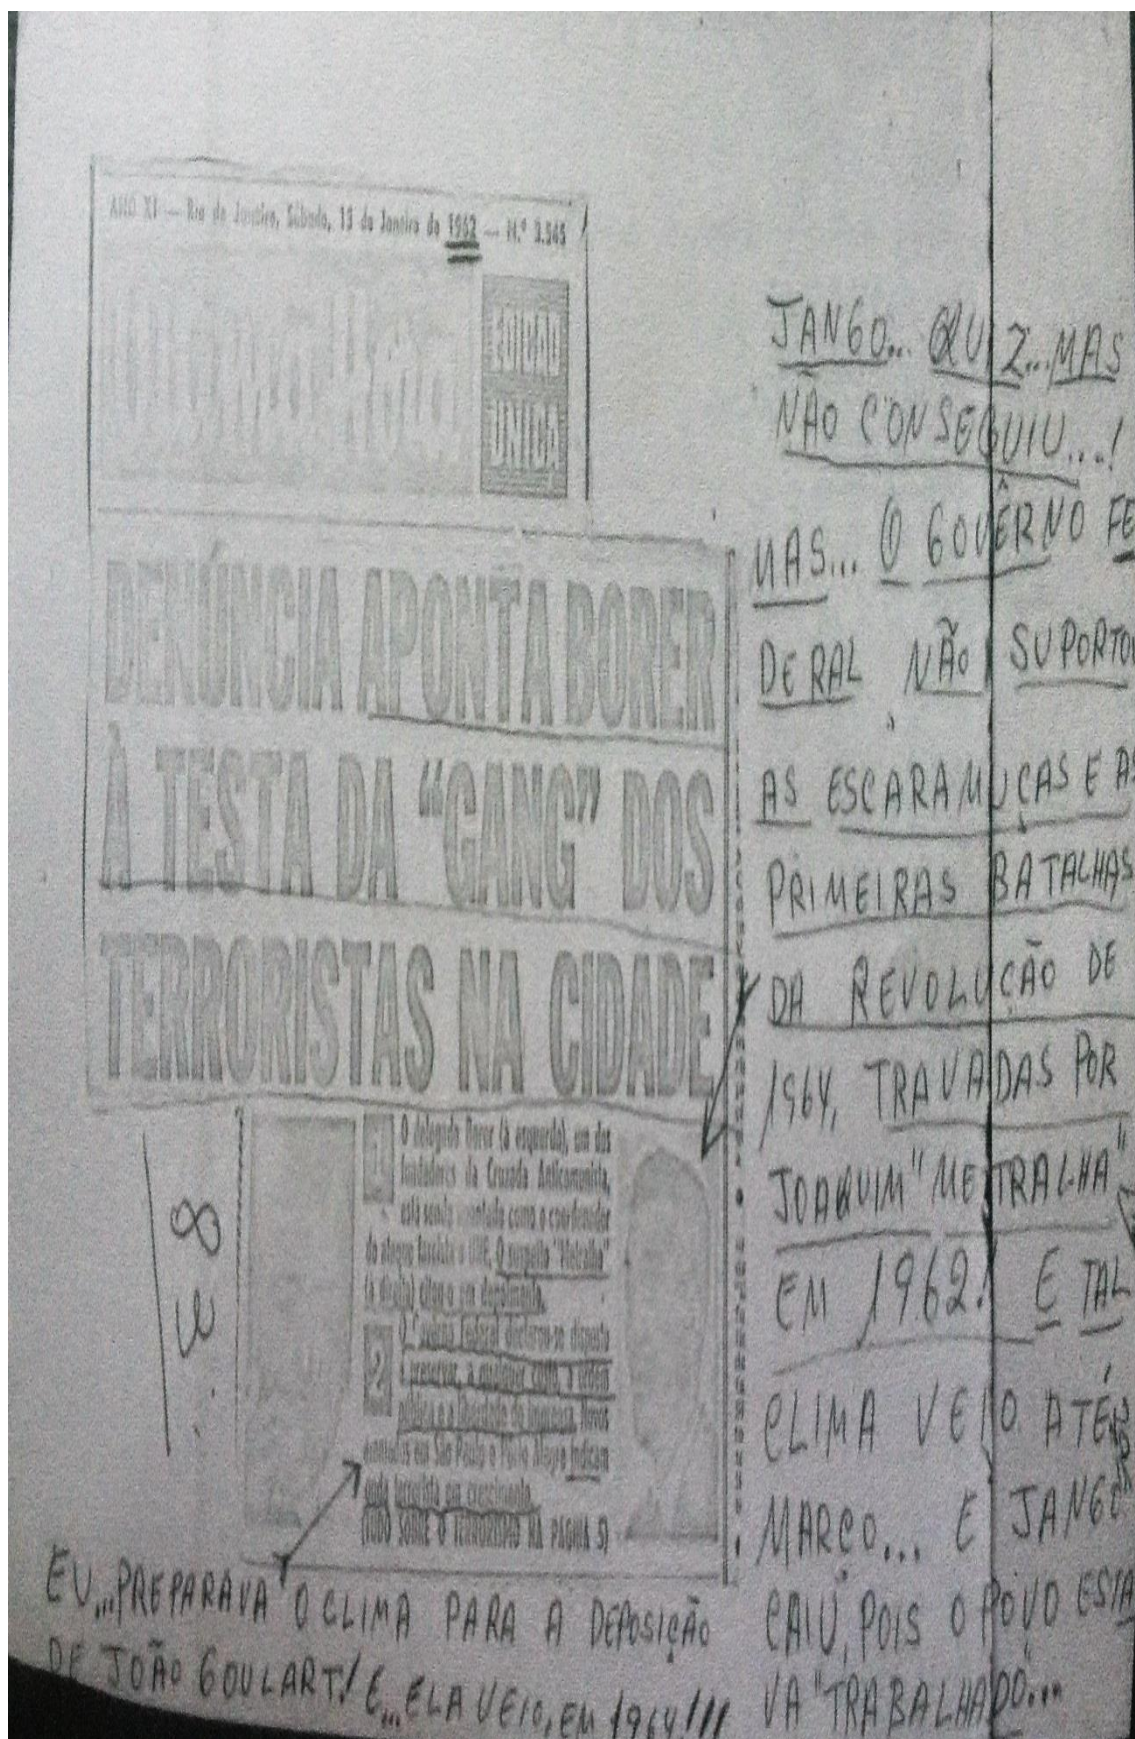 ANO XI — Rio de Janeiro, Sábado, 13 de Janeiro de 1962 — N.º 3.545
EDIÇÃO
ÚNICA
DENÚNCIA APONTA BORER
À TESTA DA “GANG” DOS
TERRORISTAS NA CIDADE
1
O delegado Borer (à esquerda), um dos
fundadores da Cruzada Anticomunista,
está sendo apontado como o coordenador
do ataque fascista a UNE. O suspeito "Metralha"
(à direita) citou-o em depoimento.
2
O Govêrno Federal declarou-se disposto
a preservar, a qualquer custo, a ordem
pública e a liberdade de imprensa. Novos
atentados em São Paulo e Pôrto Alegre indicam
onda terrorista em crescimento.
(TUDO SOBRE O TERRORISMO NA PÁGINA 5)
EU...PREPARAVA O CLIMA PARA A DEPOSIÇÃO
DE JOÃO GOULART! E... ELA VEIO, EM 1964!!!
JANGO... QUIZ... MAS
NÃO CONSEGUIU...!
MAS... O GOVÊRNO FE
DERAL NÃO SUPORTOU
AS ESCARAMUÇAS E AS
PRIMEIRAS BATALHAS
DA REVOLUÇÃO DE
1964, TRAVADAS POR
JOAQUIM "METRALHA"
EM 1962! E TAL
CLIMA VEIO ATÉ
MARÇO... E JANGO
CAIU, POIS O POVO ESTA
VA "TRABALHADO"...